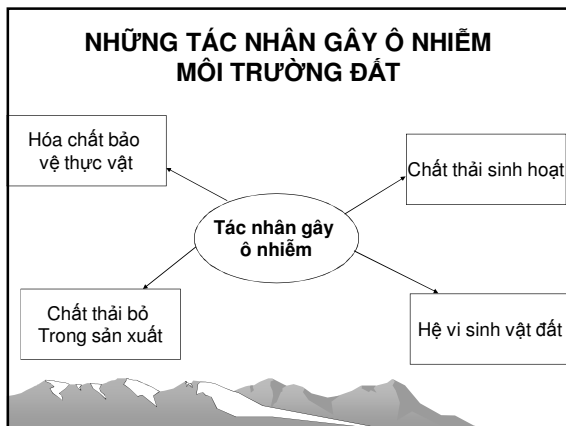 NHỮNG TÁC NHÂN GÂY Ô NHIỄM
MÔI TRƯỜNG ĐẤT
Hóa chất bảo
vệ thực vật
Chất thải sinh hoạt
Tác nhân gây
ô nhiễm
Chất thải bỏ
Trong sản xuất
Hệ vi sinh vật đất